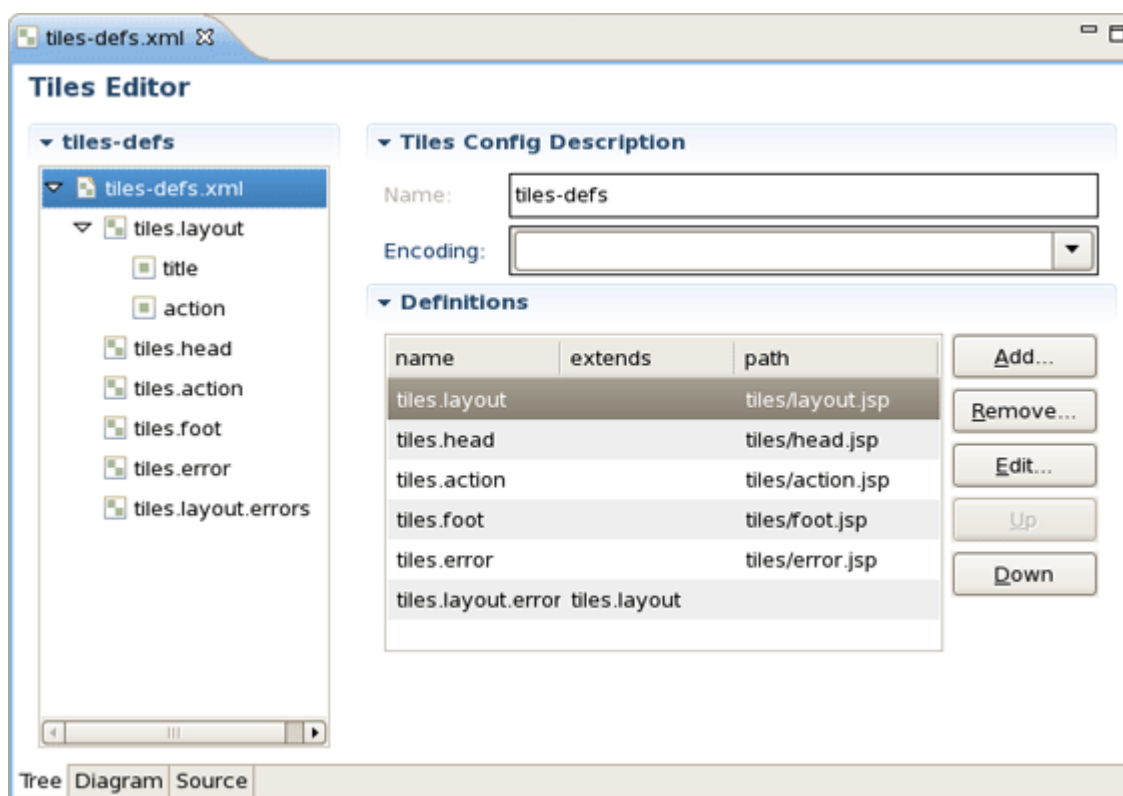 tiles-defs.xml
Tiles Editor
tiles-defs
tiles-defs.xml
tiles.layout
title
action
tiles.head
tiles.action
tiles.foot
tiles.error
tiles.layout.errors
Tiles Config Description
Name: tiles-defs
Encoding:
Definitions
name extends path
tiles.layout tiles/layout.jsp
tiles.head tiles/head.jsp
tiles.action tiles/action.jsp
tiles.foot tiles/foot.jsp
tiles.error tiles/error.jsp
tiles.layout.error tiles.layout
Add...
Remove...
Edit...
Up
Down
Tree Diagram Source